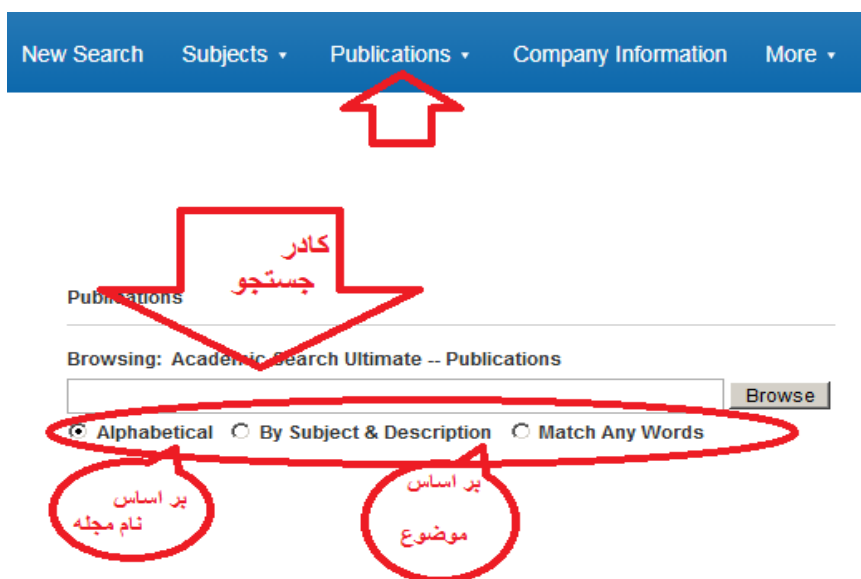 New Search Subjects Publications Company Information More
کادر
جستجو
Publications
Browsing: Academic Search Ultimate -- Publications
Browse
Alphabetical By Subject & Description Match Any Words
بر اساس
نام مجله
بر اساس
موضوع